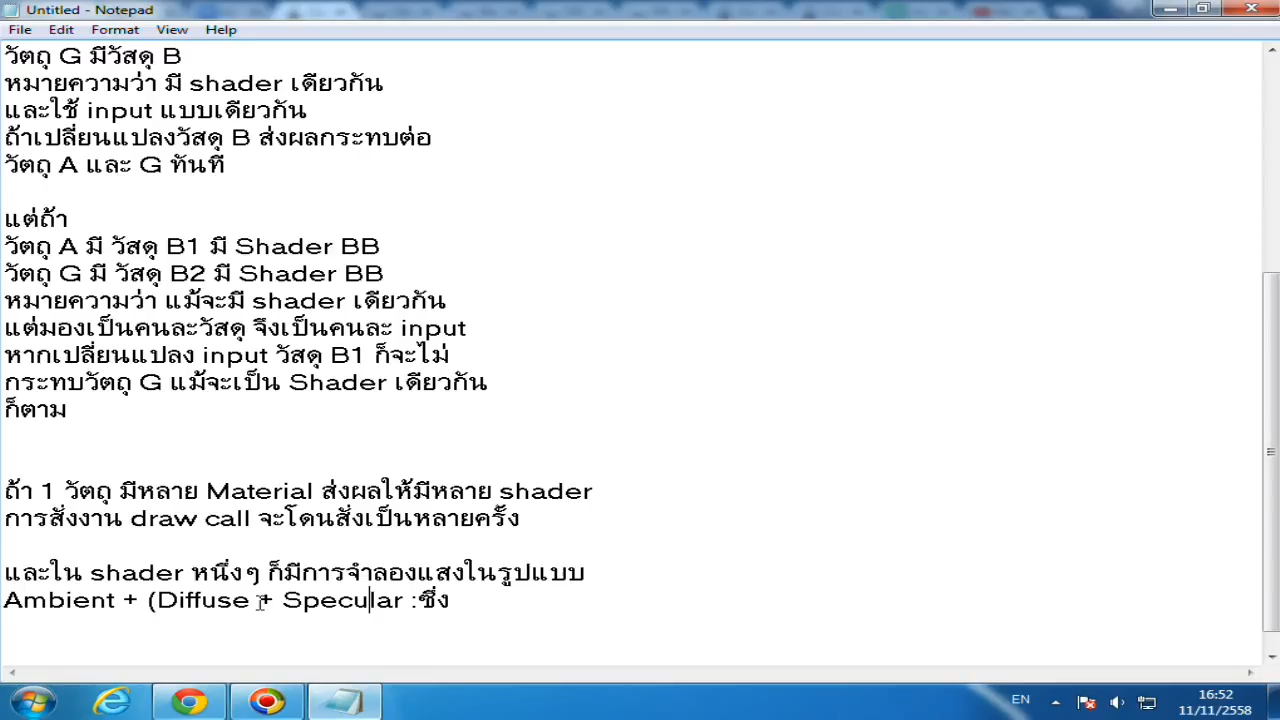 Untitled - Notepad
File Edit Format View Help
วัตถุ G มีวัสดุ B
หมายความว่า มี shader เดียวกัน
และใช้ input แบบเดียวกัน
ถ้าเปลี่ยนแปลงวัสดุ B ส่งผลกระทบต่อ
วัตถุ A และ G ทันที
แต่ถ้า
วัตถุ A มี วัสดุ B1 มี Shader BB
วัตถุ G มี วัสดุ B2 มี Shader BB
หมายความว่า แม้จะมี shader เดียวกัน
แต่มองเป็นคนละวัสดุ จึงเป็นคนละ input
หากเปลี่ยนแปลง input วัสดุ B1 ก็จะไม่
กระทบวัตถุ G แม้จะเป็น Shader เดียวกัน
ก็ตาม
ถ้า 1 วัตถุ มีหลาย Material ส่งผลให้มีหลาย shader
การสั่งงาน draw call จะโดนสั่งเป็นหลายครั้ง
และใน shader หนึ่งๆ ก็มีการจำลองแสงในรูปแบบ
Ambient + (Diffuse + Specular :ซึ่ง
EN
16:52
11/11/2558